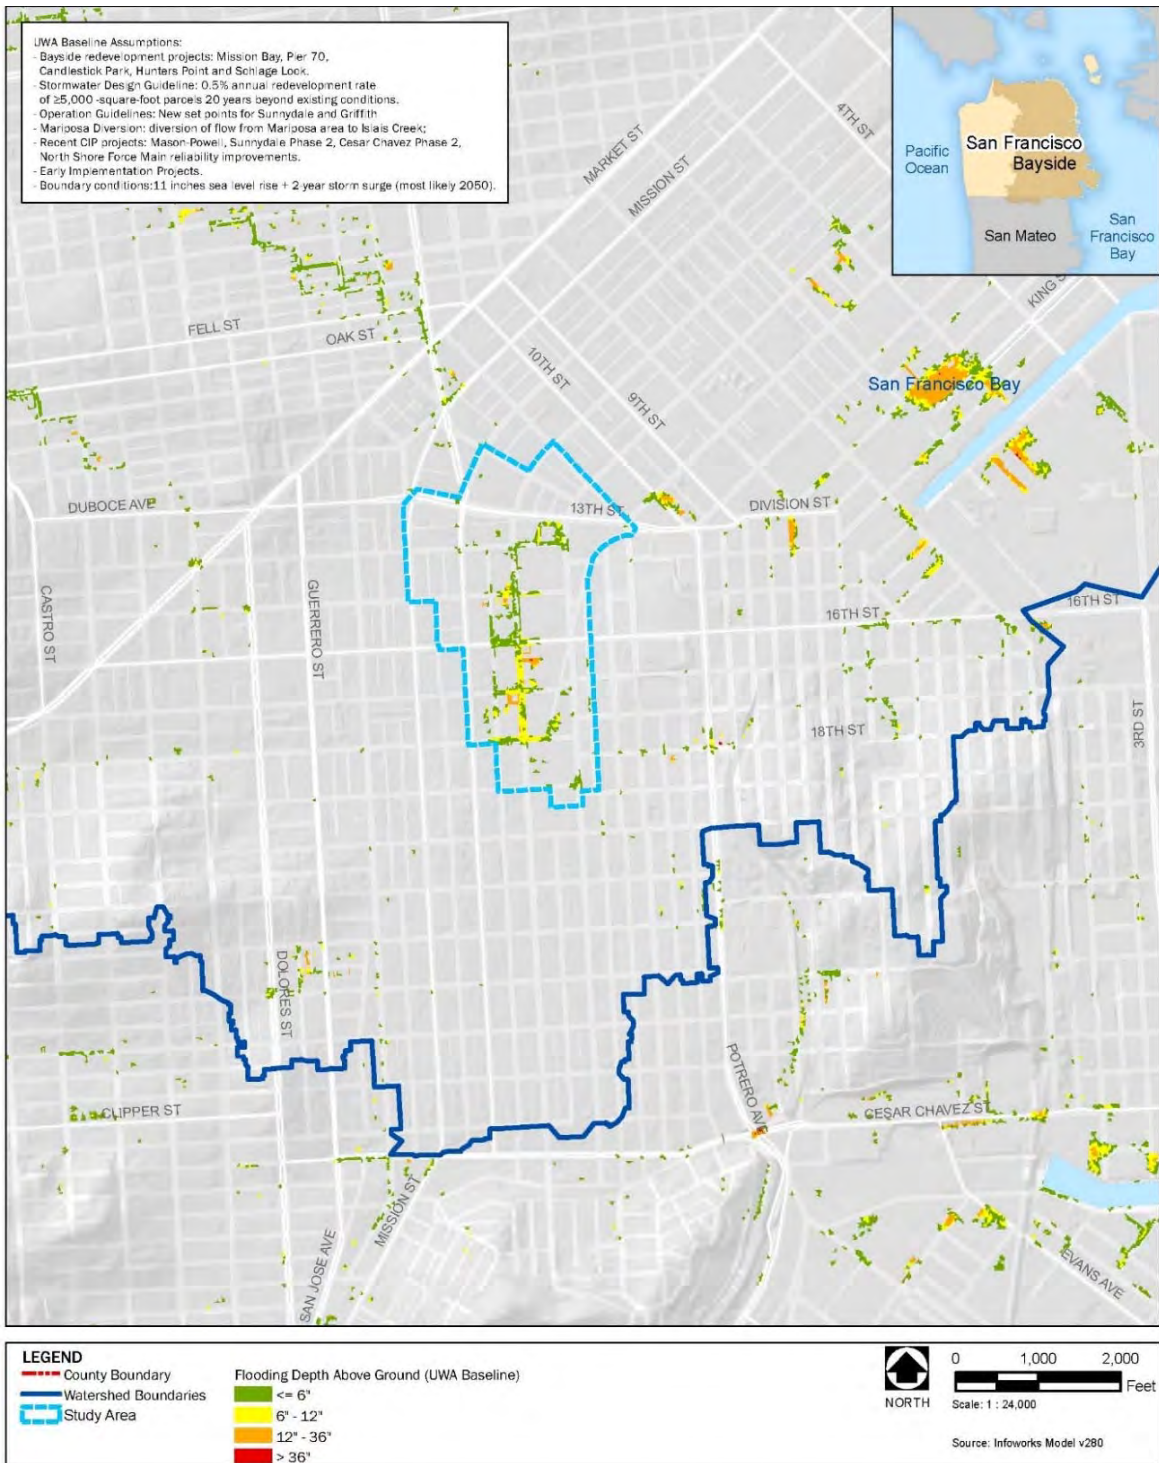 UWA Baseline Assumptions:
- Bayside redevelopment projects: Mission Bay, Pier 70,
Candlestick Park, Hunters Point and Schlage Lock.
- Stormwater Design Guideline: 0.5% annual redevelopment rate
of ≥5,000 -square-foot parcels 20 years beyond existing conditions.
- Operation Guidelines: New set points for Sunnydale and Griffith
- Mariposa Diversion: diversion of flow from Mariposa area to Islais Creek;
- Recent CIP projects: Mason-Powell, Sunnydale Phase 2, Cesar Chavez Phase 2,
North Shore Force Main reliability improvements.
- Early Implementation Projects.
- Boundary conditions:11 inches sea level rise + 2-year storm surge (most likely 2050).
Pacific
Ocean
San Francisco
Bayside
San Mateo
San
Francisco
Bay
MARKET ST
MISSION ST
4TH ST
KING S
FELL ST
OAK ST
10TH ST
9TH ST
San Francisco Bay
DUBOCE AVE
13TH ST
DIVISION ST
CASTRO ST
GUERRERO ST
16TH ST
16TH ST
18TH ST
3RD ST
DOLORES ST
POTRERO AVE
CLIPPER ST
CESAR CHAVEZ ST
MISSION ST
SAN JOSE AVE
EVANS AVE
LEGEND
County Boundary
Watershed Boundaries
Study Area
Flooding Depth Above Ground (UWA Baseline)
<= 6"
6" - 12"
12" - 36"
> 36"
NORTH
0 1,000 2,000
Feet
Scale: 1 : 24,000
Source: Infoworks Model v280